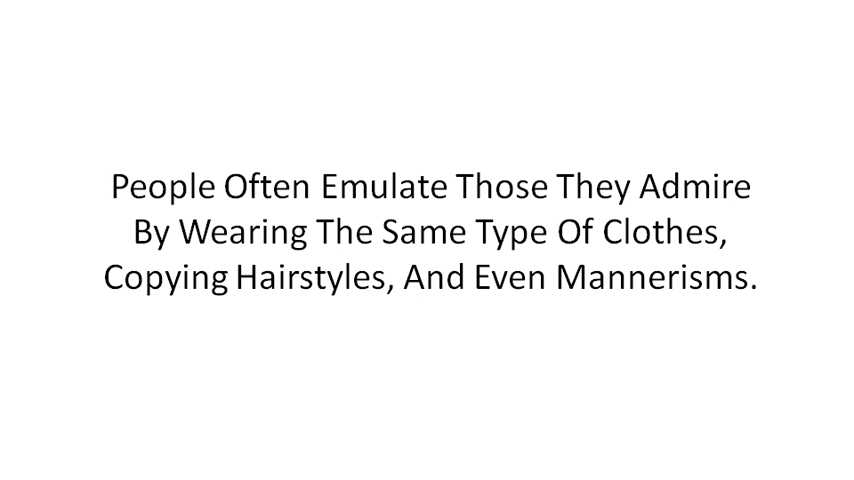 People Often Emulate Those They Admire
By Wearing The Same Type Of Clothes,
Copying Hairstyles, And Even Mannerisms.